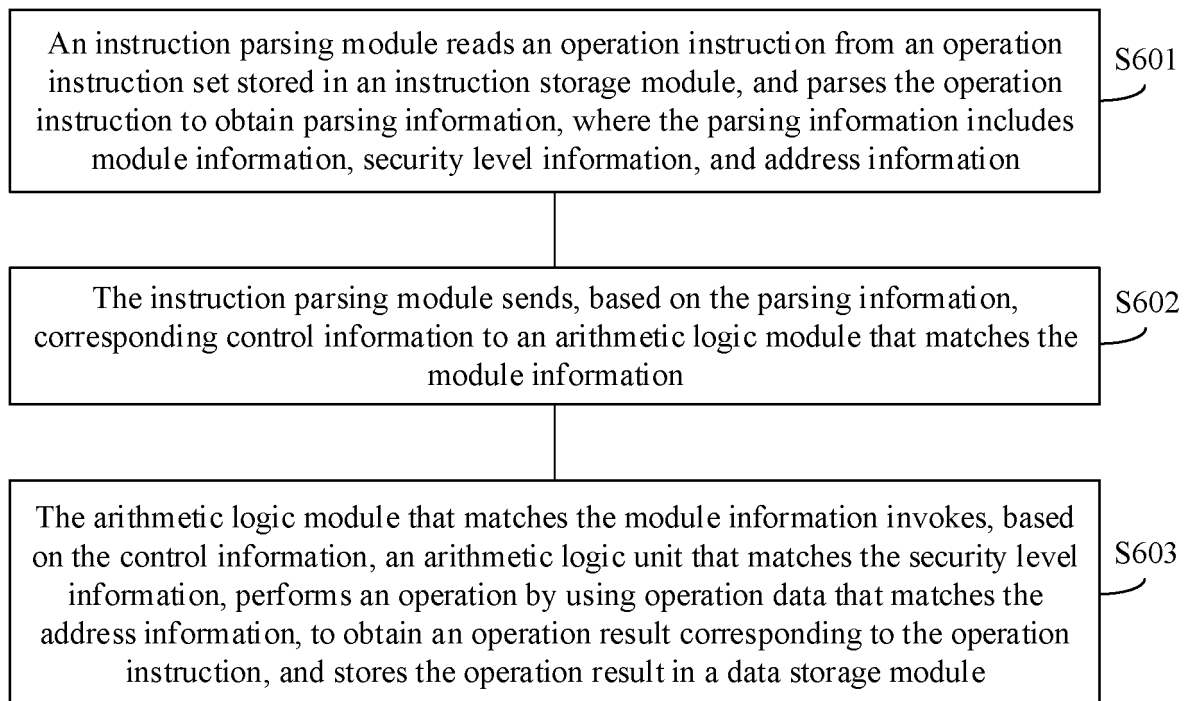 An instruction parsing module reads an operation instruction from an operation
instruction set stored in an instruction storage module, and parses the operation
instruction to obtain parsing information, where the parsing information includes
module information, security level information, and address information
S601
The instruction parsing module sends, based on the parsing information,
corresponding control information to an arithmetic logic module that matches the
module information
S602
The arithmetic logic module that matches the module information invokes, based
on the control information, an arithmetic logic unit that matches the security level
information, performs an operation by using operation data that matches the
address information, to obtain an operation result corresponding to the operation
instruction, and stores the operation result in a data storage module
S603